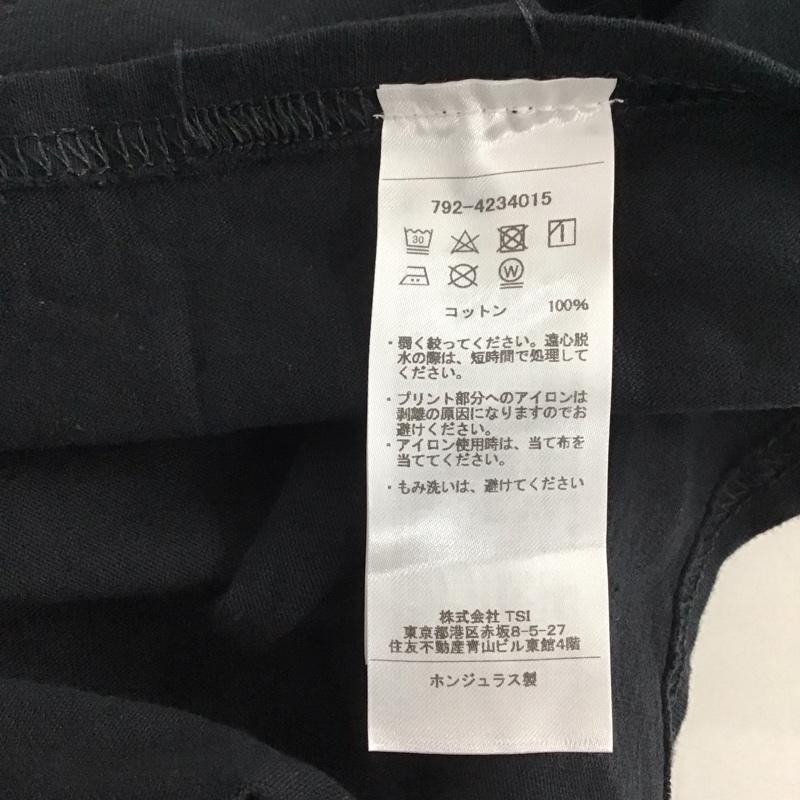 792-4234015
30
W
コットン 100%
・弱く絞ってください。遠心脱
水の際は、短時間で処理して
ください。
・プリント部分へのアイロンは
剥離の原因になりますのでお
避けください。
・アイロン使用時は、当て布を
当ててください。
・もみ洗いは、避けてください
株式会社 TSI
東京都港区赤坂8-5-27
住友不動産青山ビル東館4階
ホンジュラス製